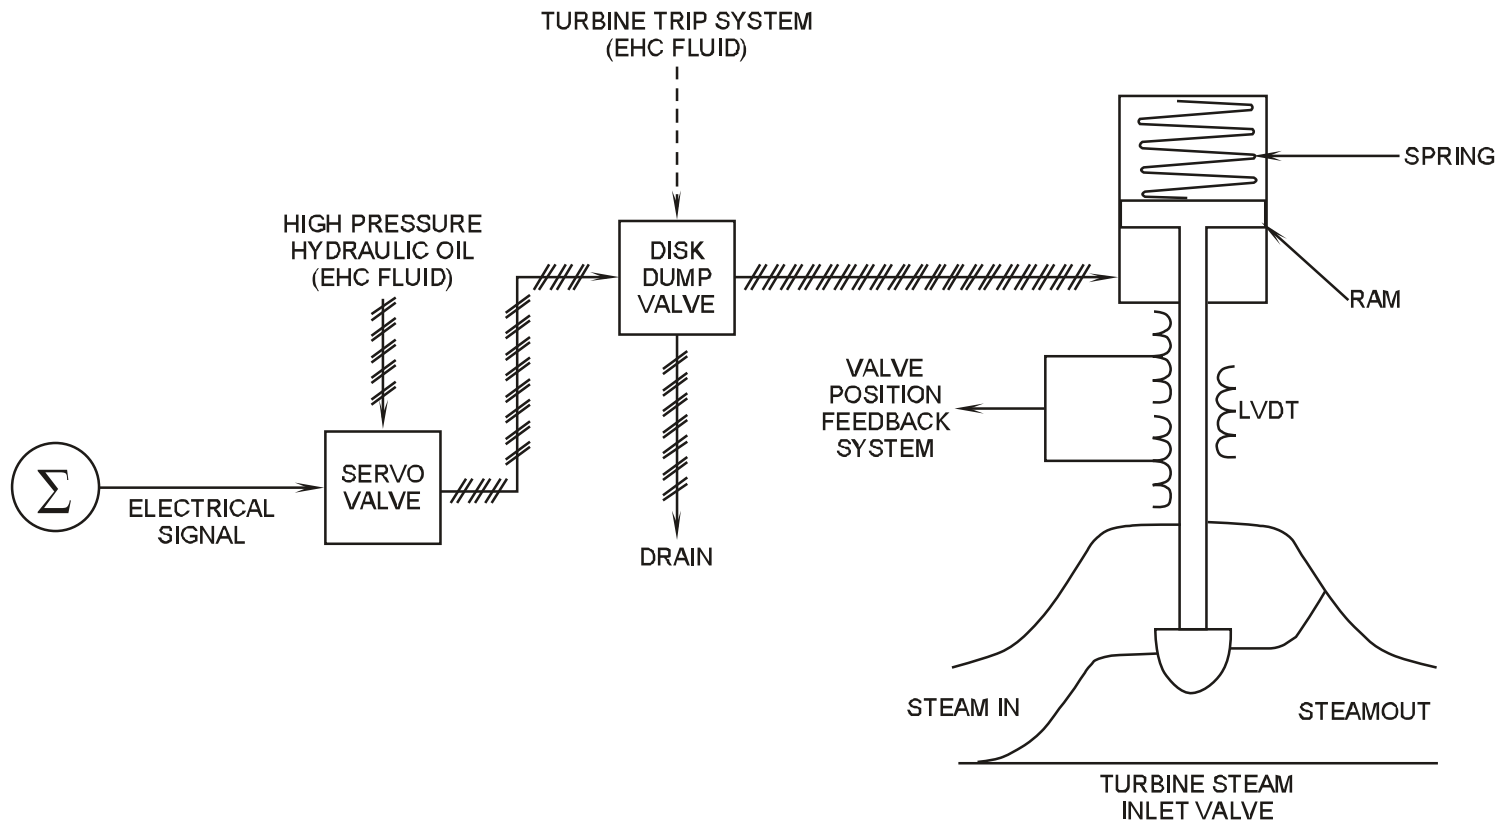 TURBINE TRIP SYSTEM
(EHC FLUID)
SPRING
HIGH PRESSURE
HYDRAULIC OIL
(EHC FLUID)
DISK
DUMP
VALVE
RAM
VALVE
POSITION
FEEDBACK
SYSTEM
LVDT
Σ
ELECTRICAL
SIGNAL
SERVO
VALVE
DRAIN
STEAM IN
STEAMOUT
TURBINE STEAM
INLET VALVE